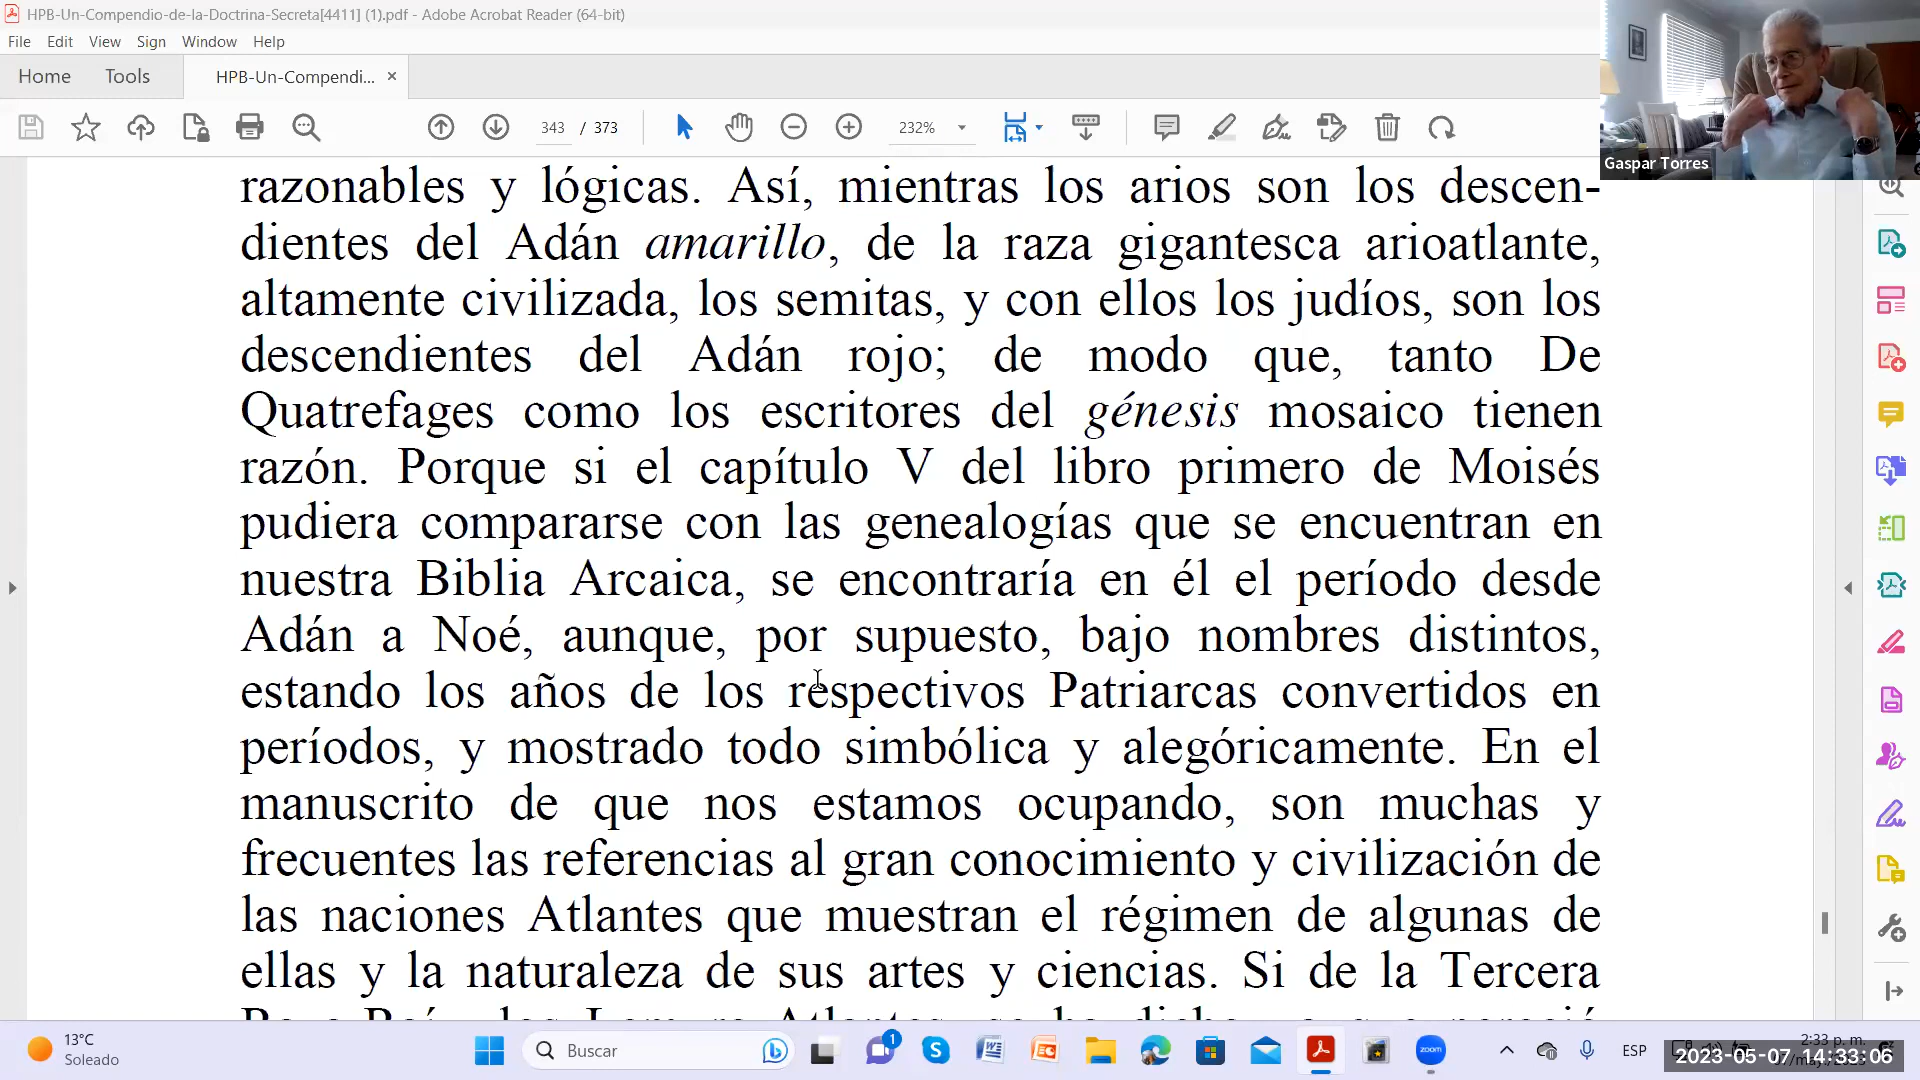 HPB-Un-Compendio-de-la-Doctrina-Secreta[4411] (1).pdf - Adobe Acrobat Reader (64-bit)
File Edit View Sign Window Help
Home Tools HPB-Un-Compendi... ×
343 / 373 232%
Gaspar Torres
razonables y lógicas. Así, mientras los arios son los descen-
dientes del Adán amarillo, de la raza gigantesca arioatlante,
altamente civilizada, los semitas, y con ellos los judíos, son los
descendientes del Adán rojo; de modo que, tanto De
Quatrefages como los escritores del génesis mosaico tienen
razón. Porque si el capítulo V del libro primero de Moisés
pudiera compararse con las genealogías que se encuentran en
nuestra Biblia Arcaica, se encontraría en él el período desde
Adán a Noé, aunque, por supuesto, bajo nombres distintos,
estando los años de los respectivos Patriarcas convertidos en
períodos, y mostrado todo simbólica y alegóricamente. En el
manuscrito de que nos estamos ocupando, son muchas y
frecuentes las referencias al gran conocimiento y civilización de
las naciones Atlantes que muestran el régimen de algunas de
ellas y la naturaleza de sus artes y ciencias. Si de la Tercera
13°C
Soleado
Buscar
1
zoom
ESP
2:33 p. m.
2023-05-07 14:33:06